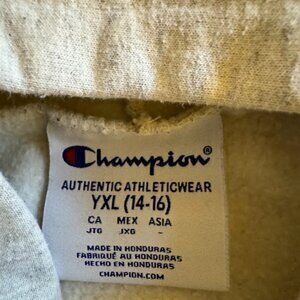 Champion®
AUTHENTIC ATHLETICWEAR
YXL (14-16)
CA MEX ASIA
JTG JXG -
MADE IN HONDURAS
FABRIQUÉ AU HONDURAS
HECHO EN HONDURAS
CHAMPION.COM